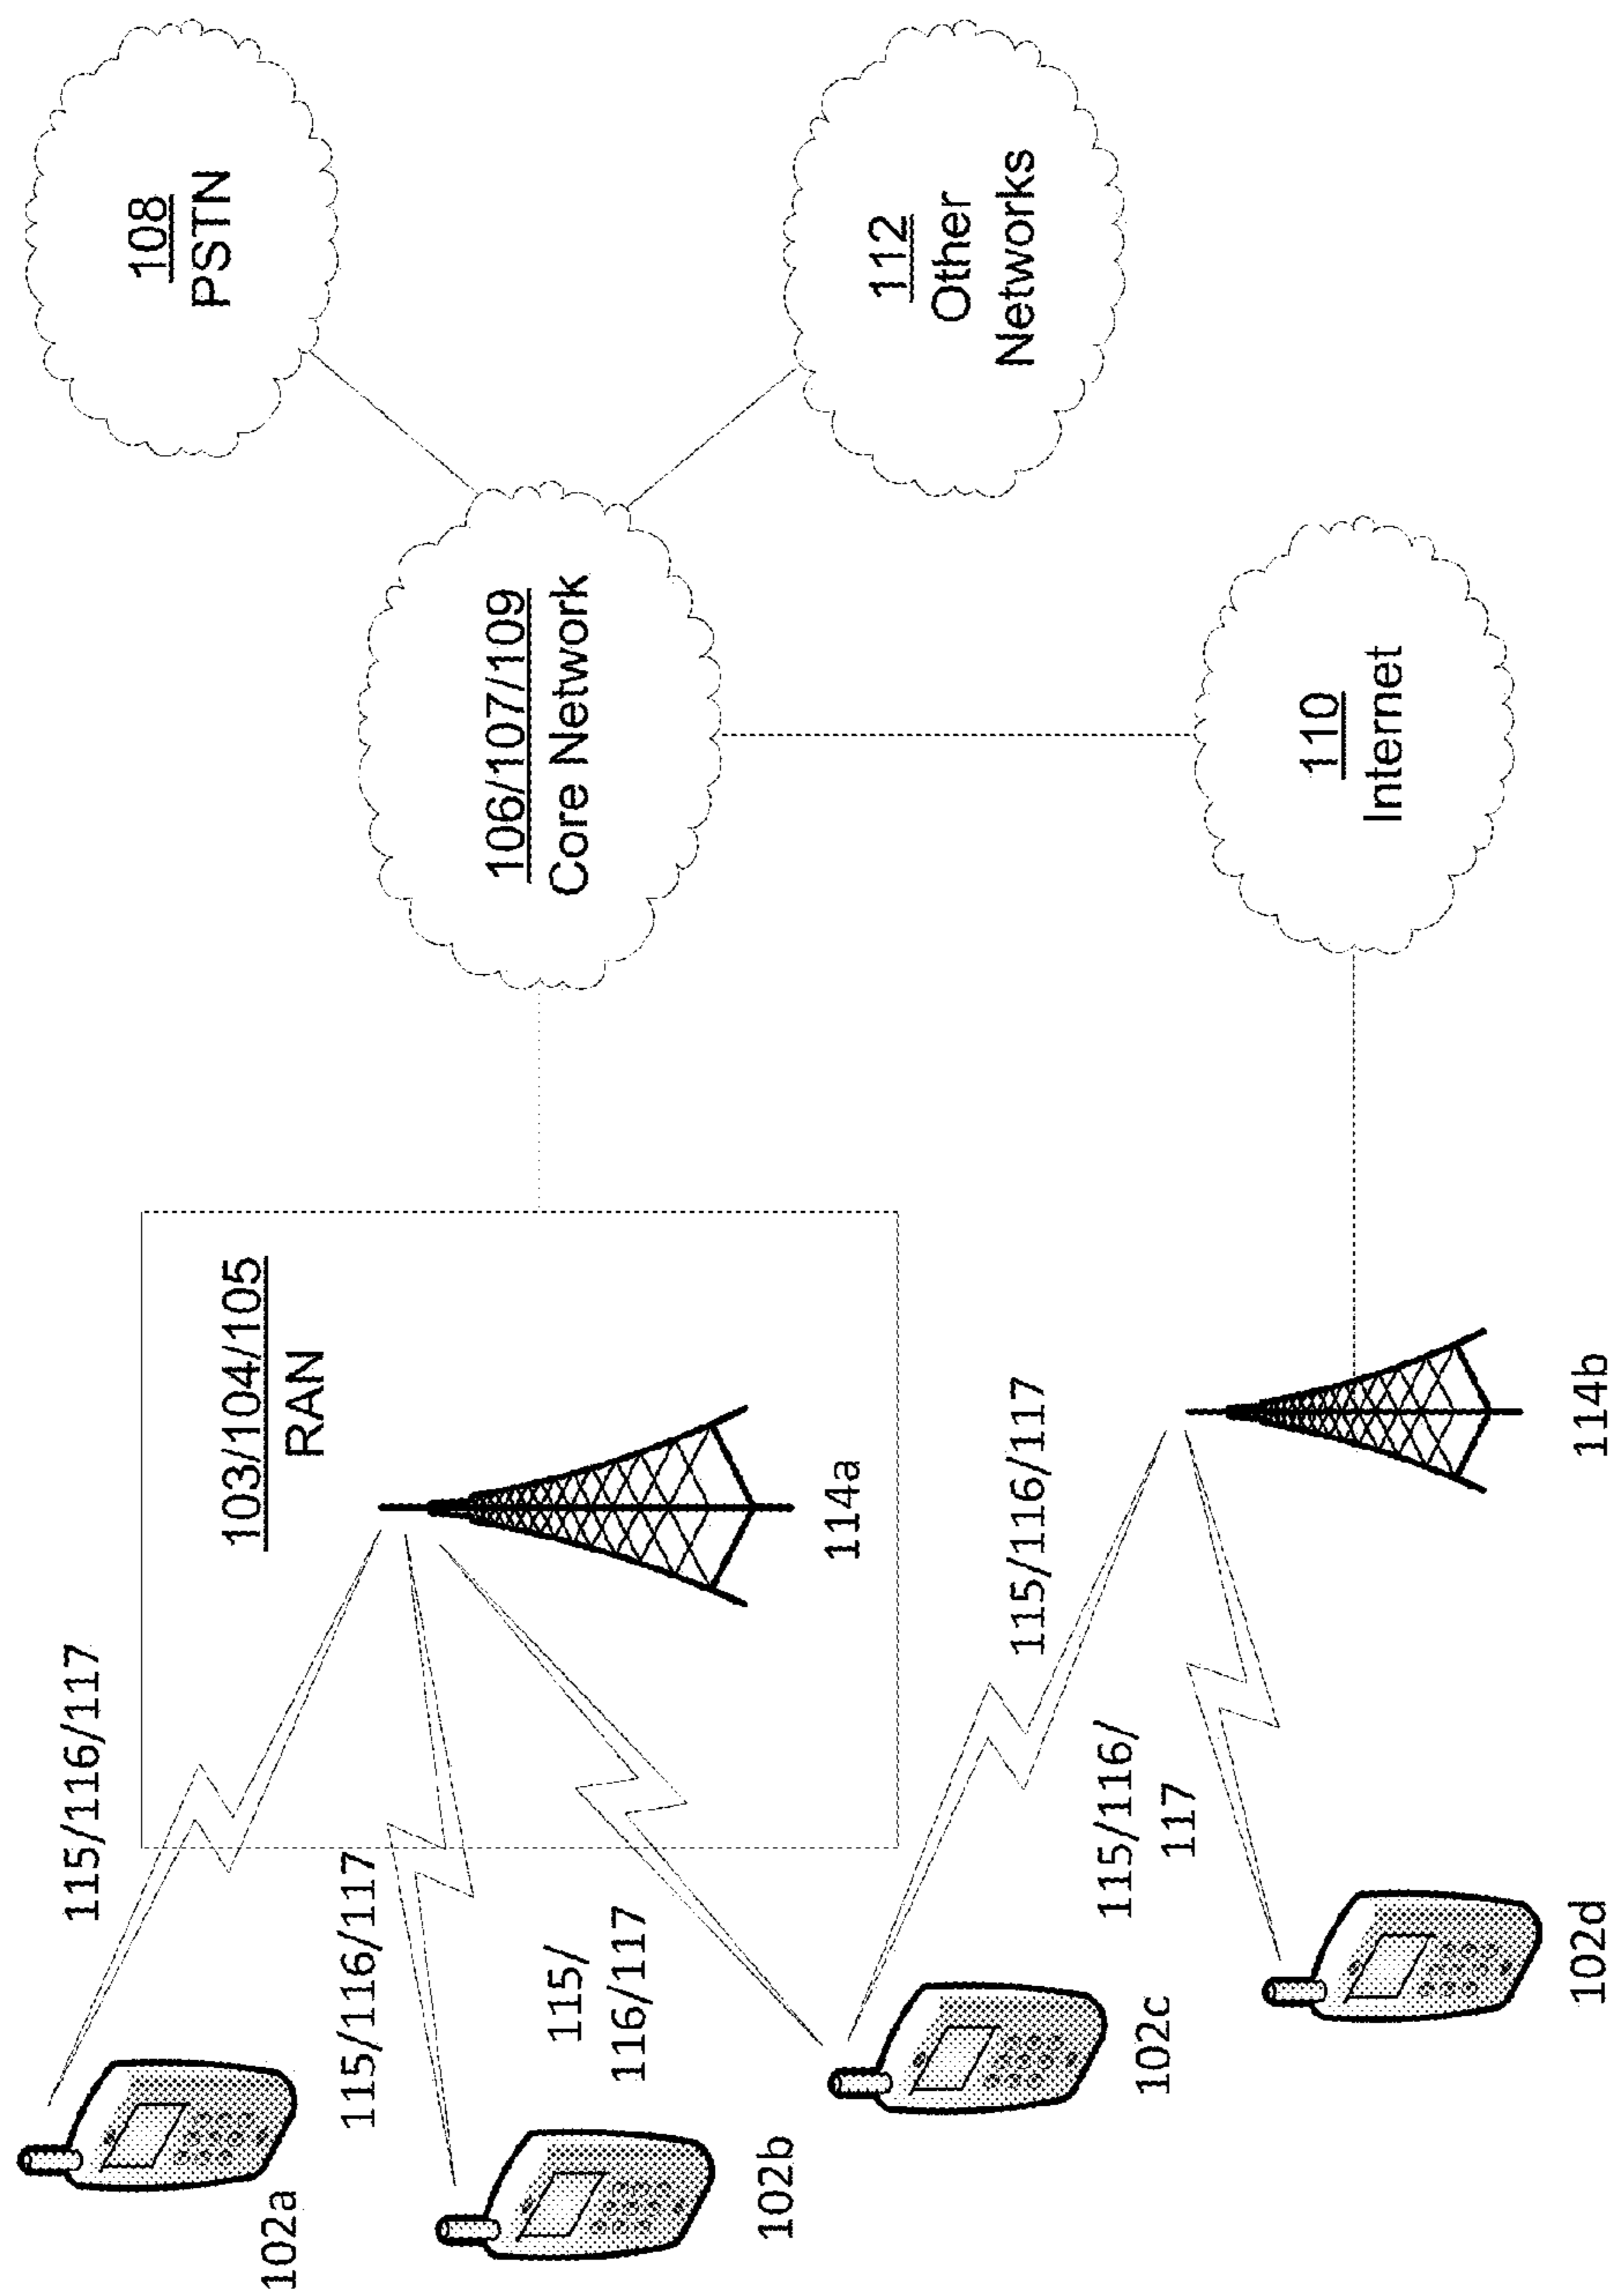 102a
115/116/117
103/104/105
RAN
108
PSTN
115/116/117
106/107/109
Core Network
102b
115/
116/117
114a
112
Other
Networks
102c
115/116/117
115/116/
117
110
Internet
102d
114b